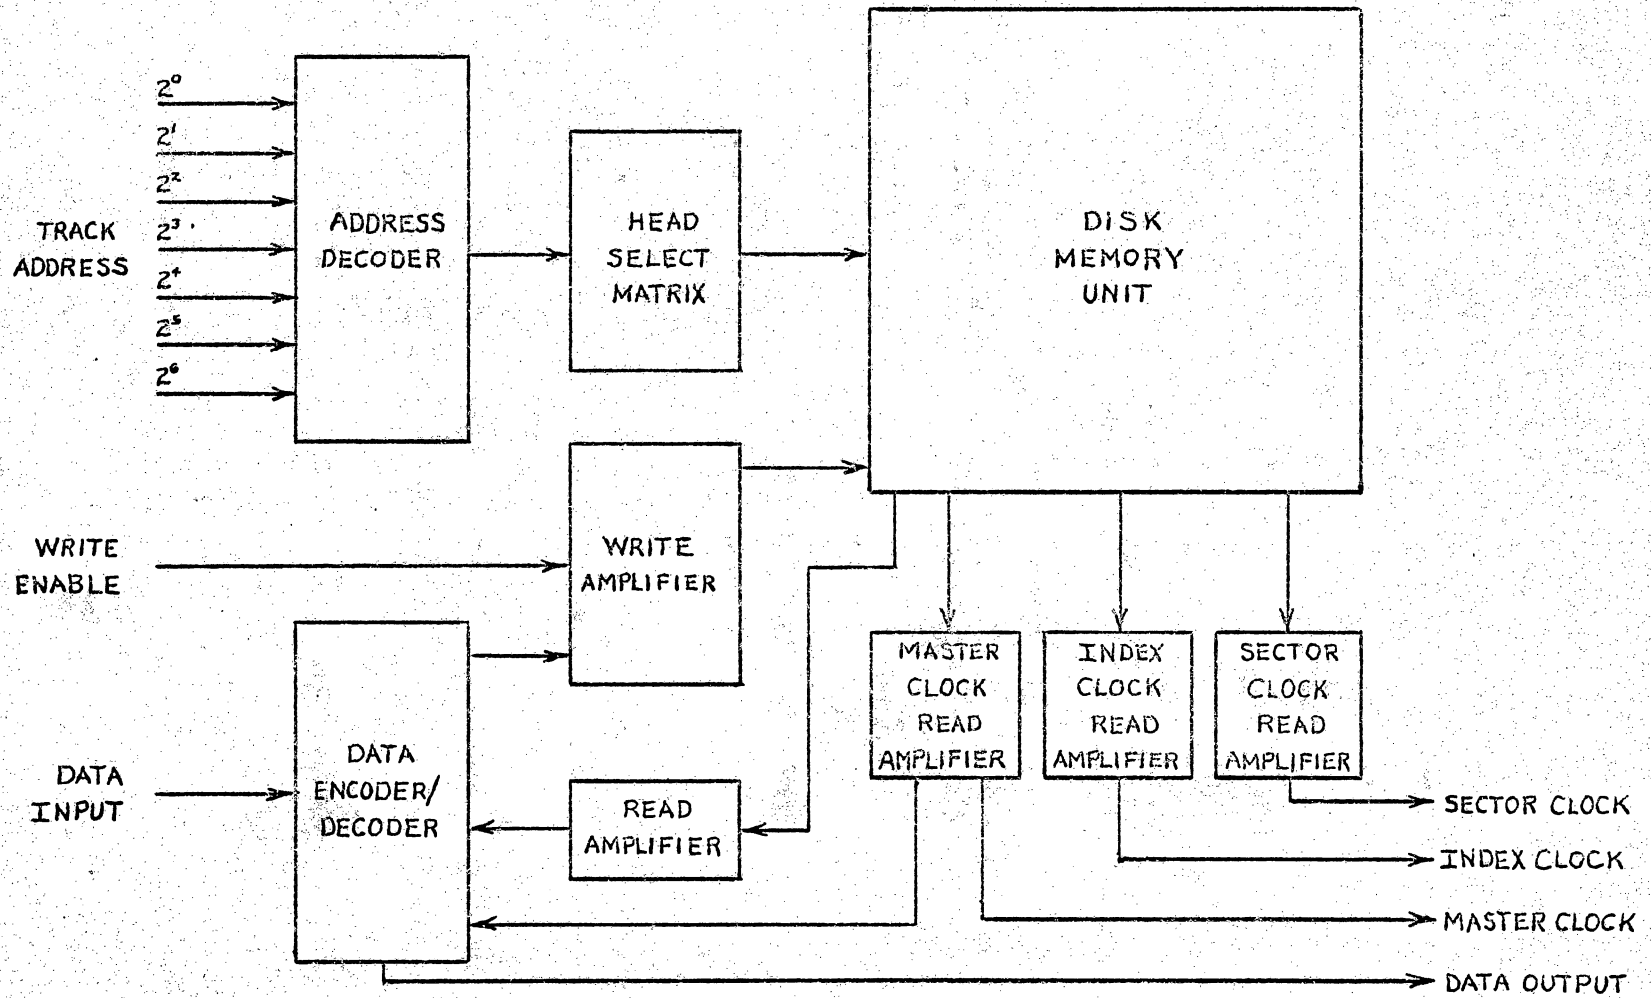 2⁰
2¹
2²
2³
2⁴
2⁵
2⁶
TRACK
ADDRESS
ADDRESS
DECODER
HEAD
SELECT
MATRIX
DISK
MEMORY
UNIT
WRITE
ENABLE
WRITE
AMPLIFIER
DATA
INPUT
DATA
ENCODER/
DECODER
READ
AMPLIFIER
MASTER
CLOCK
READ
AMPLIFIER
INDEX
CLOCK
READ
AMPLIFIER
SECTOR
CLOCK
READ
AMPLIFIER
SECTOR CLOCK
INDEX CLOCK
MASTER CLOCK
DATA OUTPUT